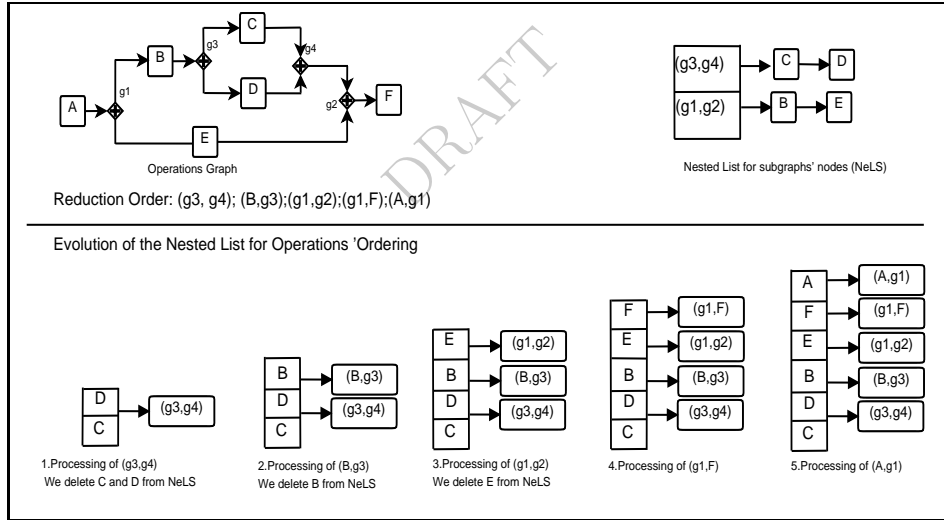 C
g3
g4
B
(g3,g4)
C
D
D
g1
g2
F
A
(g1,g2)
B
E
E
Operations Graph
Nested List for subgraphs' nodes (NeLS)
DRAFT
Reduction Order: (g3, g4); (B,g3);(g1,g2);(g1,F);(A,g1)
Evolution of the Nested List for Operations 'Ordering
D
C
(g3,g4)
1.Processing of (g3,g4)
We delete C and D from NeLS
B
D
C
(B,g3)
(g3,g4)
2.Processing of (B,g3)
We delete B from NeLS
E
B
D
C
(g1,g2)
(B,g3)
(g3,g4)
3.Processing of (g1,g2)
We delete E from NeLS
F
E
B
D
C
(g1,F)
(g1,g2)
(B,g3)
(g3,g4)
4.Processing of (g1,F)
A
F
E
B
D
C
(A,g1)
(g1,F)
(g1,g2)
(B,g3)
(g3,g4)
5.Processing of (A,g1)